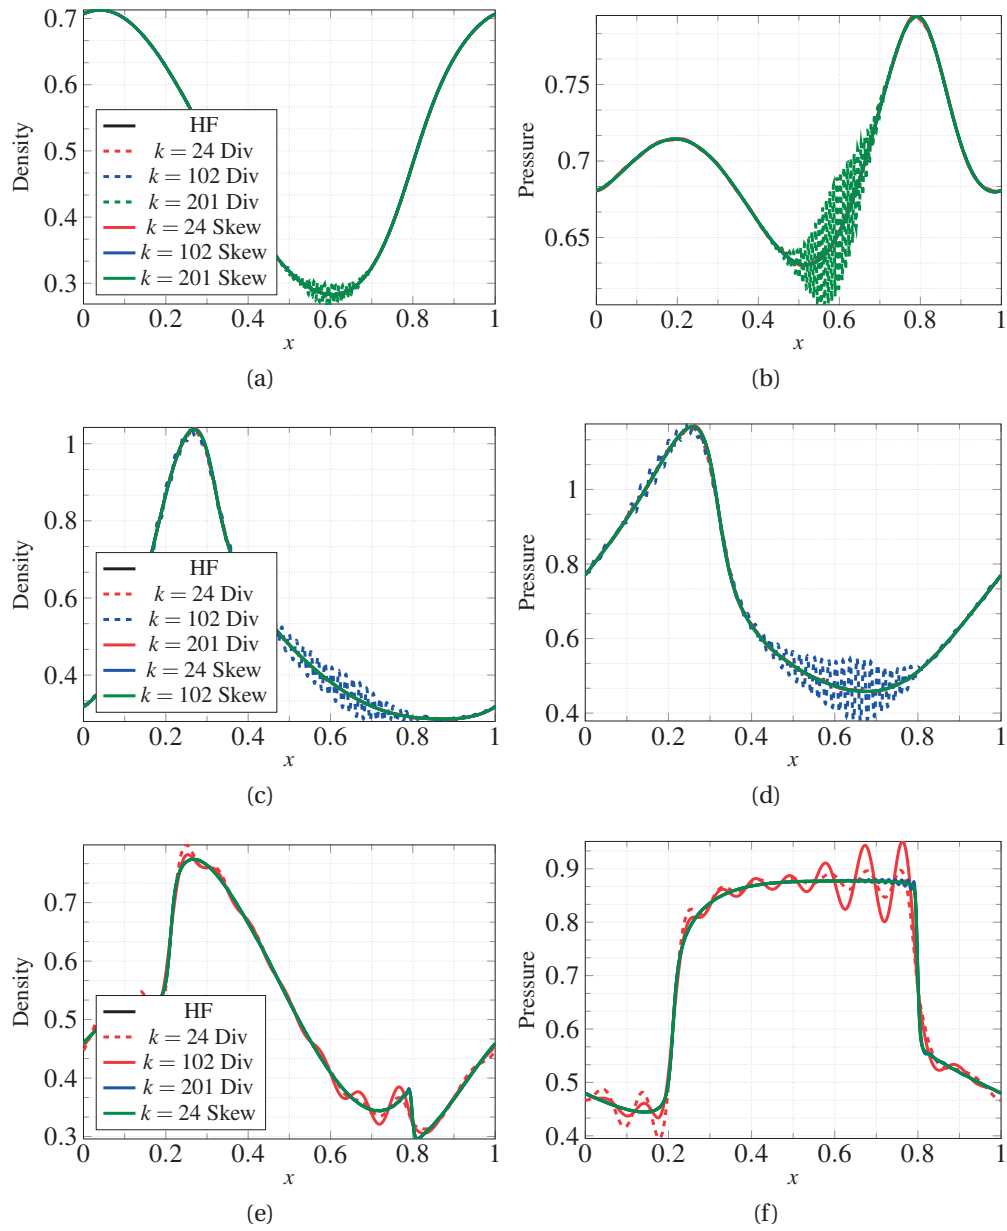 0.7
0.6
0.5
0.4
0.3
Density
HF
k = 24 Div
k = 102 Div
k = 201 Div
k = 24 Skew
k = 102 Skew
k = 201 Skew
0 0.2 0.4 0.6 0.8 1
x
(a)
0.75
0.7
0.65
Pressure
0 0.2 0.4 0.6 0.8 1
x
(b)
1
0.8
0.6
0.4
Density
HF
k = 24 Div
k = 102 Div
k = 201 Div
k = 24 Skew
k = 102 Skew
0 0.2 0.4 0.6 0.8 1
x
(c)
1
0.8
0.6
0.4
Pressure
0 0.2 0.4 0.6 0.8 1
x
(d)
0.7
0.6
0.5
0.4
0.3
Density
HF
k = 24 Div
k = 102 Div
k = 201 Div
k = 24 Skew
0 0.2 0.4 0.6 0.8 1
x
(e)
0.9
0.8
0.7
0.6
0.5
0.4
Pressure
0 0.2 0.4 0.6 0.8 1
x
(f)